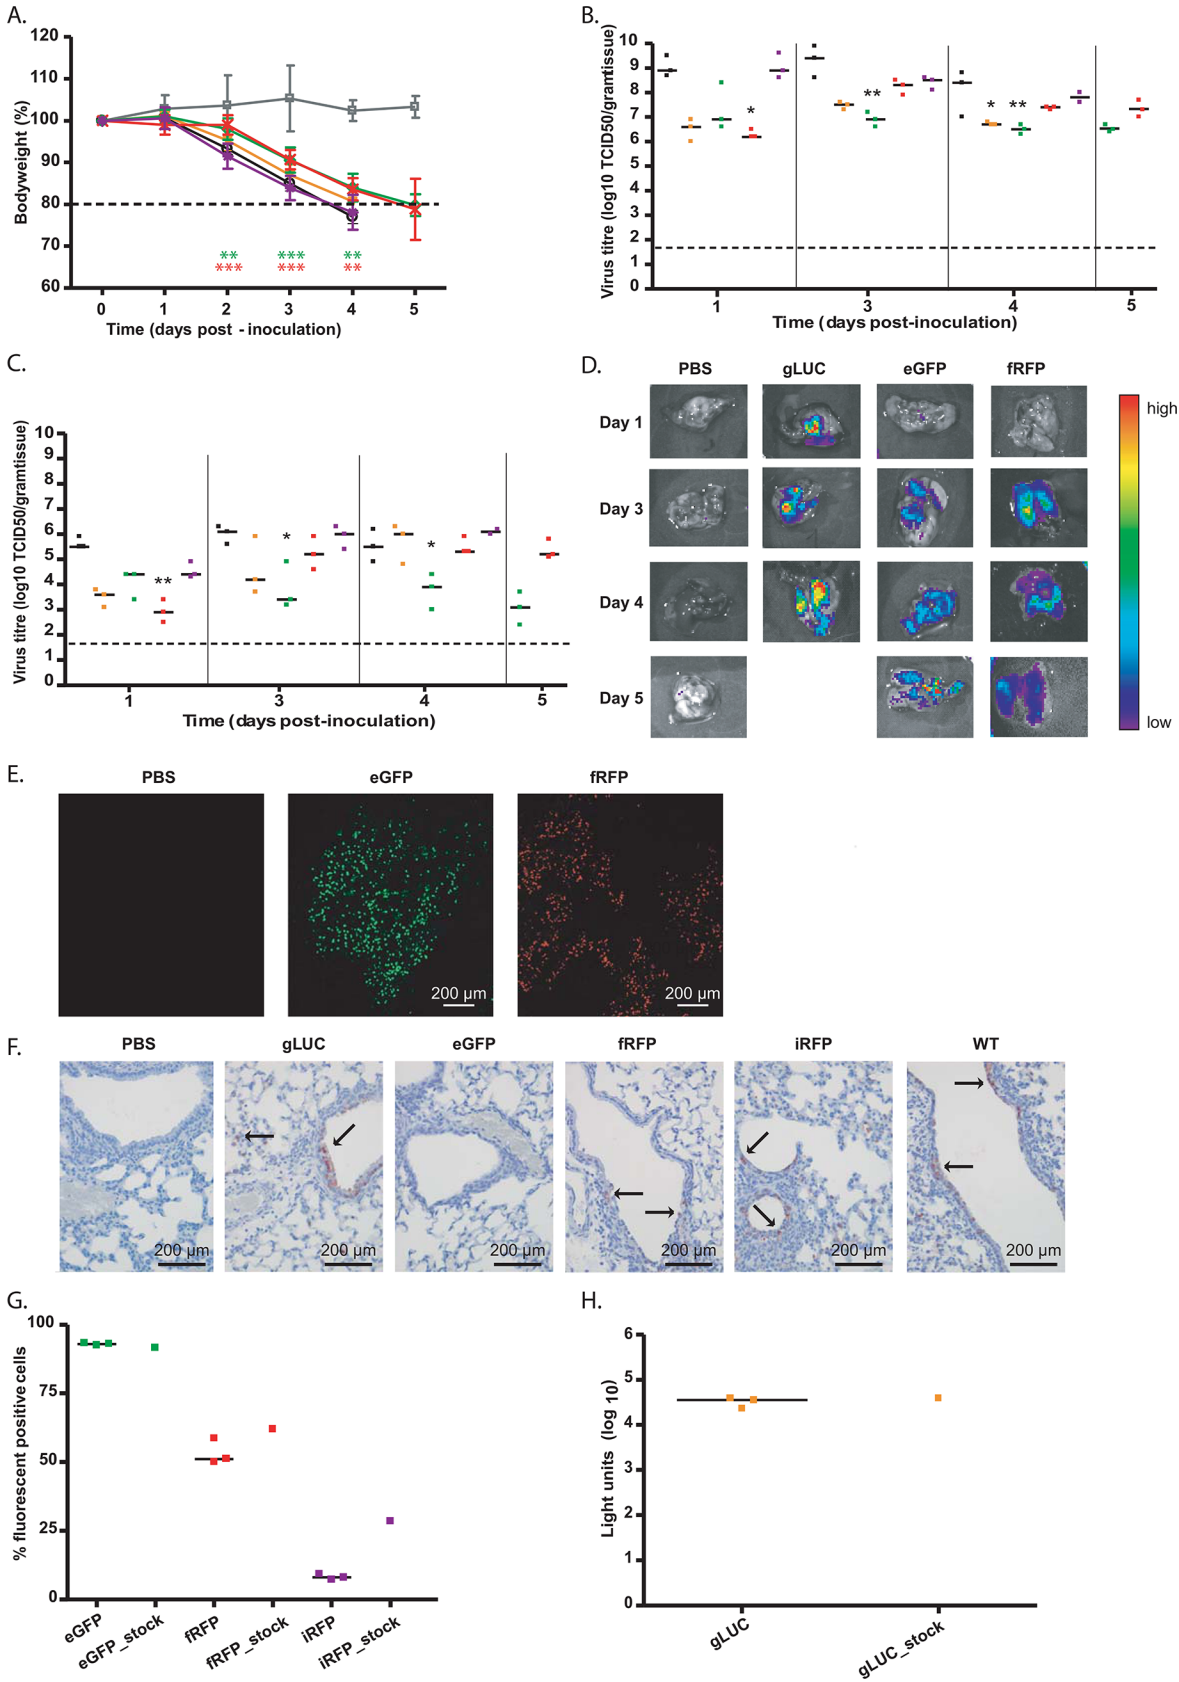 A.
120
110
100
90
80
70
60
Bodyweight (%)
** *** **
*** *** **
0 1 2 3 4 5
Time (days post - inoculation)
B.
10
9
8
7
6
5
4
3
2
1
0
Virus titre (log10 TCID50/gramtissue)
* ** * **
1 3 4 5
Time (days post-inoculation)
C.
10
9
8
7
6
5
4
3
2
1
0
Virus titre (log10 TCID50/gramtissue)
** * *
1 3 4 5
Time (days post-inoculation)
D.
PBS gLUC eGFP fRFP
Day 1
Day 3
Day 4
Day 5
high
low
E.
PBS eGFP fRFP
200 µm 200 µm
F.
PBS gLUC eGFP fRFP iRFP WT
200 µm 200 µm 200 µm 200 µm 200 µm 200 µm
G.
100
75
50
25
0
% fluorescent positive cells
eGFP eGFP_stock fRFP fRFP_stock iRFP iRFP_stock
H.
6
5
4
3
2
1
0
Light units (log 10)
gLUC gLUC_stock